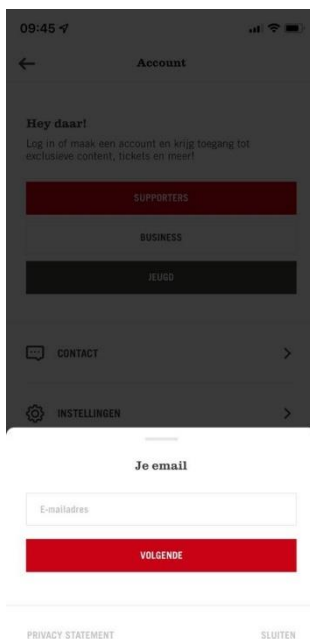 09:45
Account
Hey daar!
Log in of maak een account en krijg toegang tot
exclusieve content, tickets en meer!
SUPPORTERS
BUSINESS
JEUGD
CONTACT
INSTELLINGEN
Je email
E-mailadres
VOLGENDE
PRIVACY STATEMENT
SLUITEN